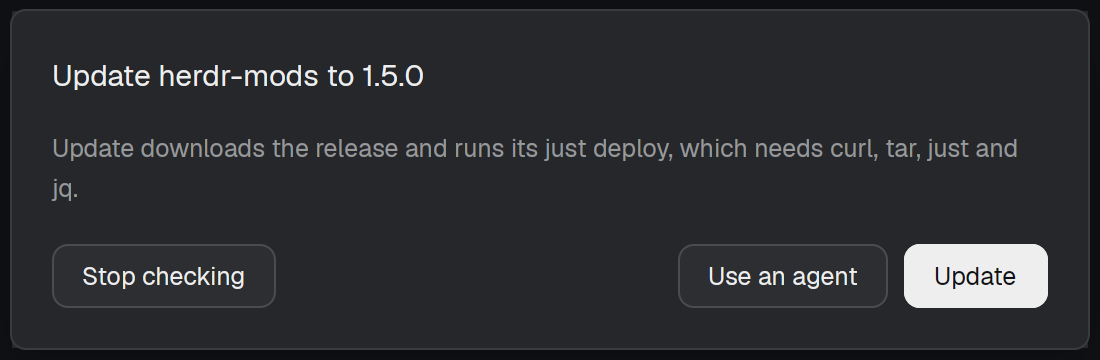 Update herdr-mods to 1.5.0
Update downloads the release and runs its just deploy, which needs curl, tar, just and
jq.
Stop checking
Use an agent
Update